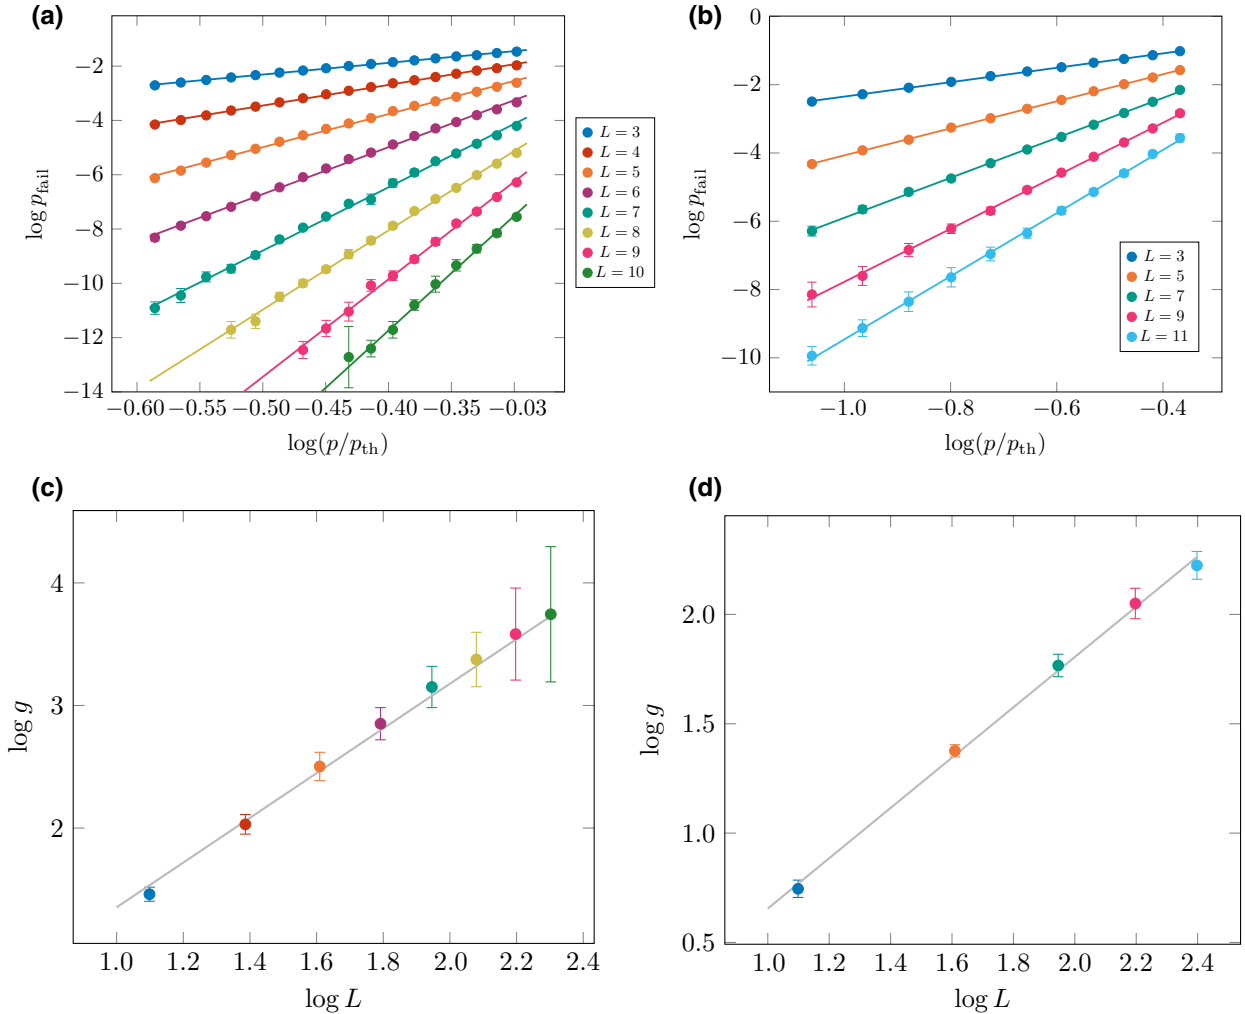 (a)
−2
−4
−6
−8
−10
−12
−14
log p_fail
−0.60 −0.55 −0.50 −0.45 −0.40 −0.35 −0.03
log(p/p_th)
L = 3
L = 4
L = 5
L = 6
L = 7
L = 8
L = 9
L = 10
(b)
0
−2
−4
−6
−8
−10
log p_fail
−1.0 −0.8 −0.6 −0.4
log(p/p_th)
L = 3
L = 5
L = 7
L = 9
L = 11
(c)
4
3
2
log g
1.0 1.2 1.4 1.6 1.8 2.0 2.2 2.4
log L
(d)
2.0
1.5
1.0
0.5
log g
1.0 1.2 1.4 1.6 1.8 2.0 2.2 2.4
log L